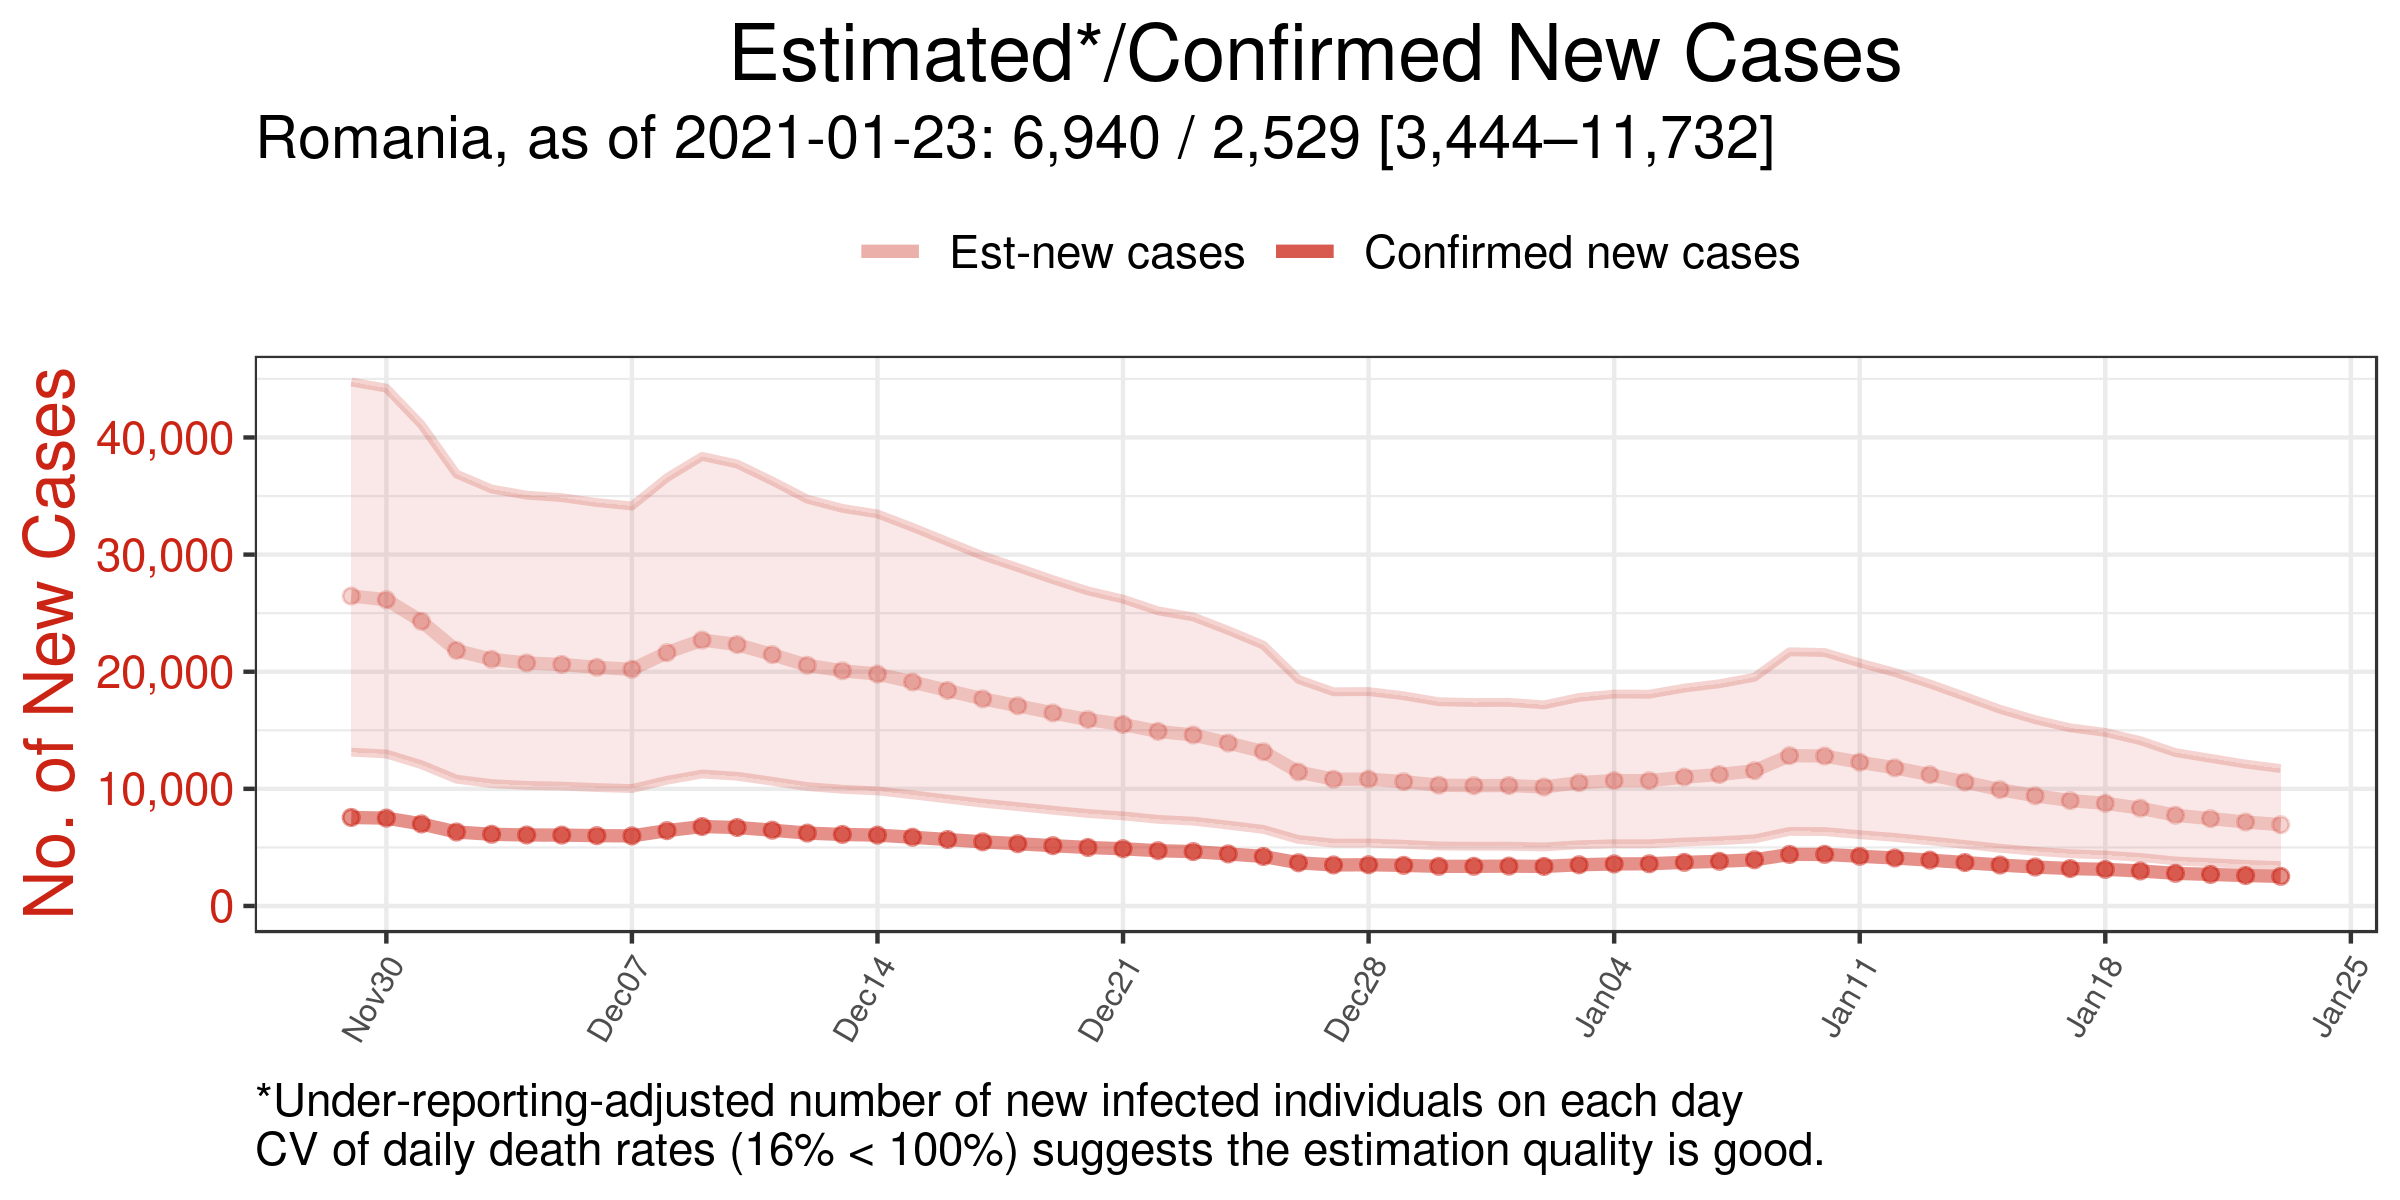 Estimated*/Confirmed New Cases
Romania, as of 2021-01-23: 6,940 / 2,529 [3,444–11,732]
Est-new cases
Confirmed new cases
No. of New Cases
40,000
30,000
20,000
10,000
0
Nov30
Dec07
Dec14
Dec21
Dec28
Jan04
Jan11
Jan18
Jan25
*Under-reporting-adjusted number of new infected individuals on each day
CV of daily death rates (16% < 100%) suggests the estimation quality is good.